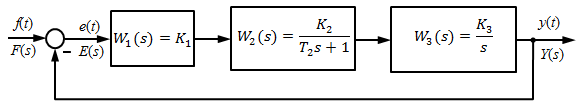 f(t) e(t) y(t)
F(s) − E(s) W₁(s) = K₁ W₂(s) = K₂ / (T₂s + 1) W₃(s) = K₃ / s Y(s)